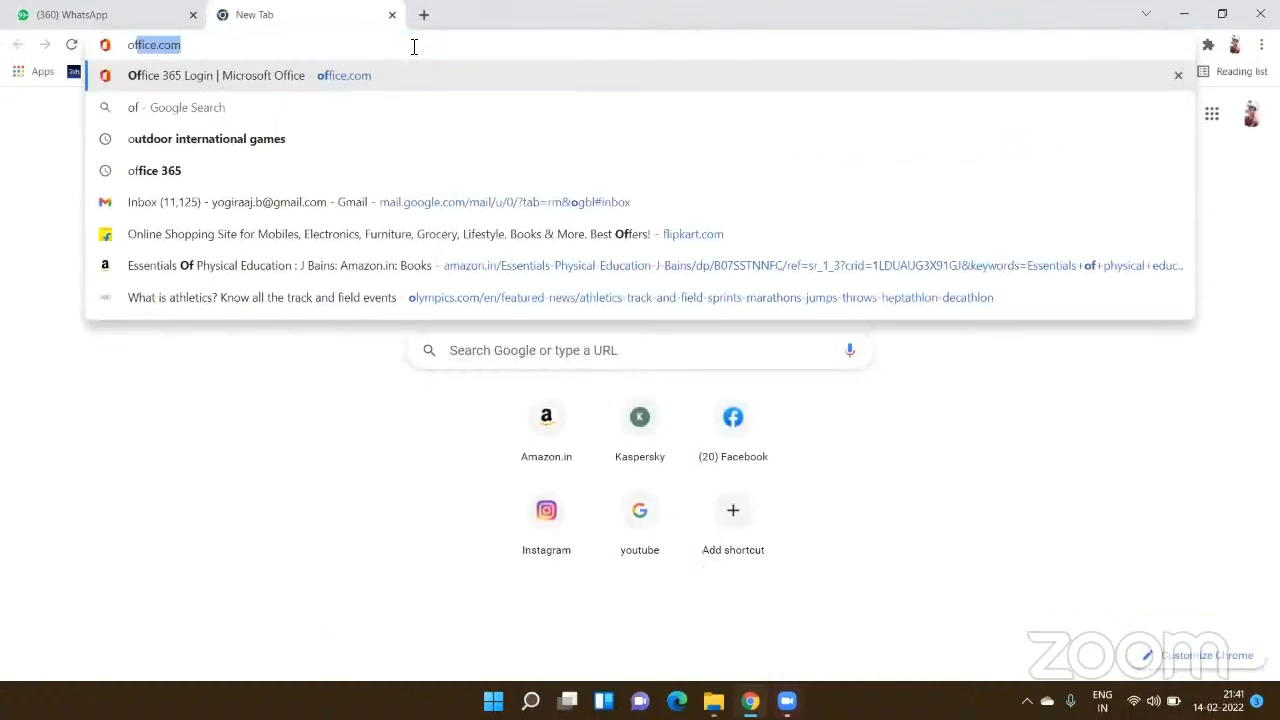 (360) WhatsApp
New Tab
office.com
Apps
Reading list
Office 365 Login | Microsoft Office - office.com
of - Google Search
outdoor international games
office 365
Inbox (11,125) - yogiraaj.b@gmail.com - Gmail - mail.google.com/mail/u/0/?tab=rm&ogbl#inbox
Online Shopping Site for Mobiles, Electronics, Furniture, Grocery, Lifestyle, Books & More. Best Offers! - flipkart.com
a Essentials Of Physical Education : J Bains: Amazon.in: Books - amazon.in/Essentials-Physical-Education-J-Bains/dp/B07SSTNNFC/ref=sr_1_3?crid=1LDUAUG3X91GJ&keywords=Essentials+of+physical+educ...
What is athletics? Know all the track and field events - olympics.com/en/featured-news/athletics-track-and-field-sprints-marathons-jumps-throws-heptathlon-decathlon
Search Google or type a URL
a
K
Amazon.in
Kaspersky
(20) Facebook
Instagram
youtube
Add shortcut
zoom
Customize Chrome
ENG
IN
21:41
14-02-2022
3